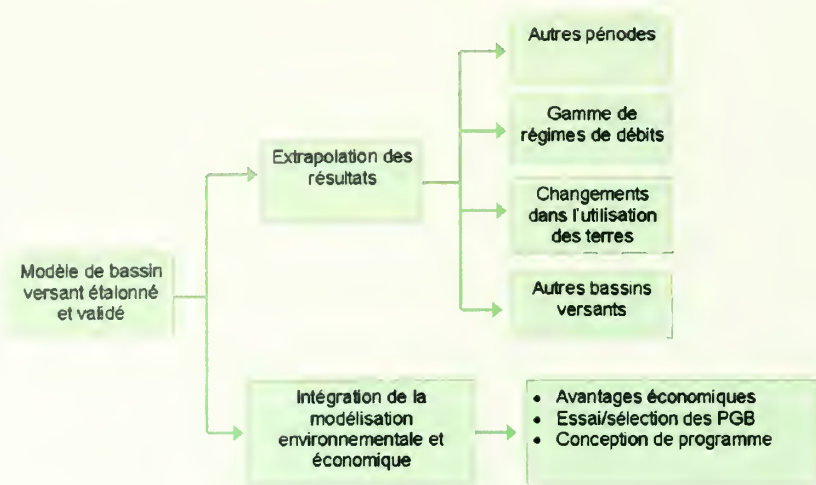 Autres périodes
Gamme de
régimes de débits
Extrapolation des
résultats
Changements
dans l'utilisation
des terres
Modèle de bassin
versant étalonné
et validé
Autres bassins
versants
Intégration de la
modélisation
environnementale et
économique
• Avantages économiques
• Essai/sélection des PGB
• Conception de programme